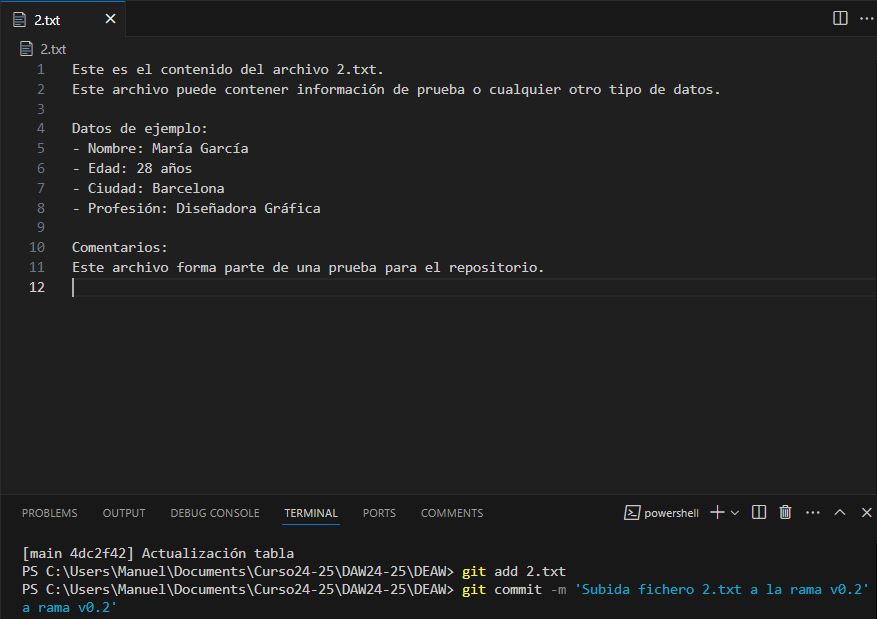 2.txt
2.txt
1 Este es el contenido del archivo 2.txt.
2 Este archivo puede contener información de prueba o cualquier otro tipo de datos.
3
4 Datos de ejemplo:
5 - Nombre: María García
6 - Edad: 28 años
7 - Ciudad: Barcelona
8 - Profesión: Diseñadora Gráfica
9
10 Comentarios:
11 Este archivo forma parte de una prueba para el repositorio.
12
PROBLEMS OUTPUT DEBUG CONSOLE TERMINAL PORTS COMMENTS powershell
[main 4dc2f42] Actualización tabla
PS C:\Users\Manuel\Documents\Curso24-25\DAW24-25\DEAW> git add 2.txt
PS C:\Users\Manuel\Documents\Curso24-25\DAW24-25\DEAW> git commit -m 'Subida fichero 2.txt a la rama v0.2'
a rama v0.2'